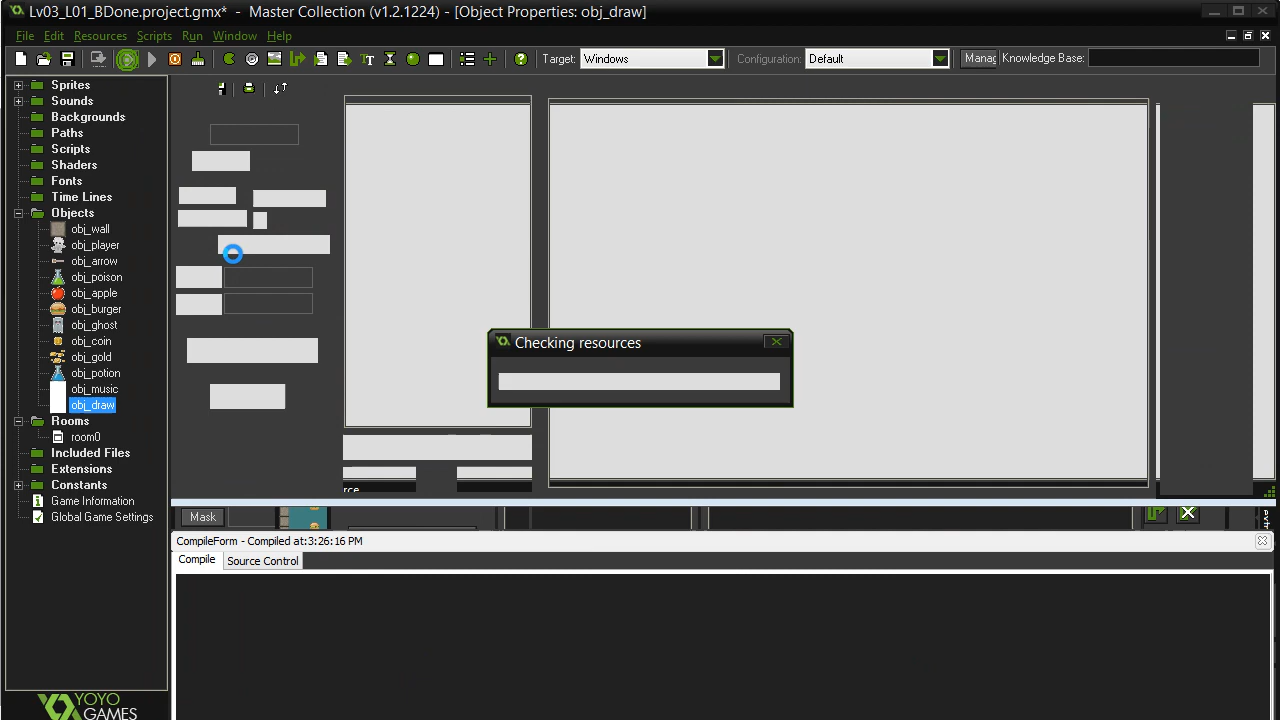 Lv03_L01_BDone.project.gmx* - Master Collection (v1.2.1224) - [Object Properties: obj_draw]
File Edit Resources Scripts Run Window Help
Target: Windows Configuration: Default Manag Knowledge Base:
Sprites
Sounds
Backgrounds
Paths
Scripts
Shaders
Fonts
Time Lines
Objects
obj_wall
obj_player
obj_arrow
obj_poison
obj_apple
obj_burger
obj_ghost
obj_coin
obj_gold
obj_potion
obj_music
obj_draw
Rooms
room0
Included Files
Extensions
Constants
Game Information
Global Game Settings
YOYO
GAMES
Checking resources
rce
Mask
CompileForm - Compiled at:3:26:16 PM
Compile Source Control